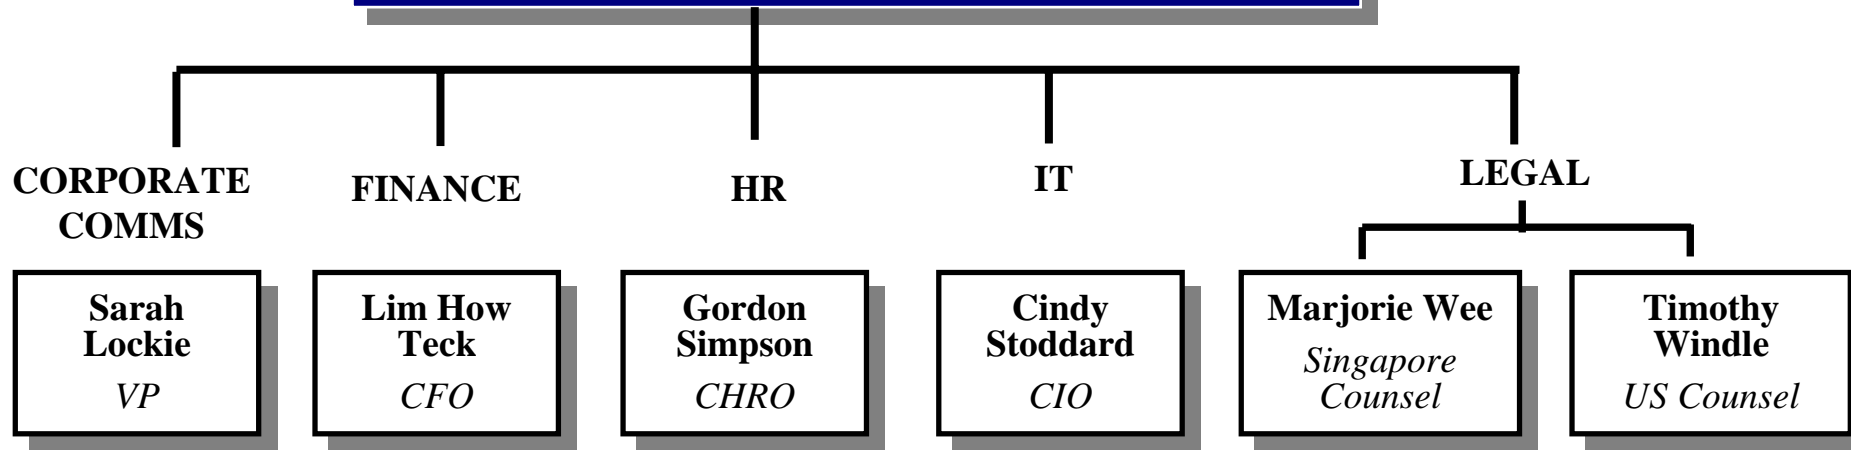 CORPORATE
COMMS
FINANCE
HR
IT
LEGAL
Sarah
Lockie
VP
Lim How
Teck
CFO
Gordon
Simpson
CHRO
Cindy
Stoddard
CIO
Marjorie Wee
Singapore
Counsel
Timothy
Windle
US Counsel